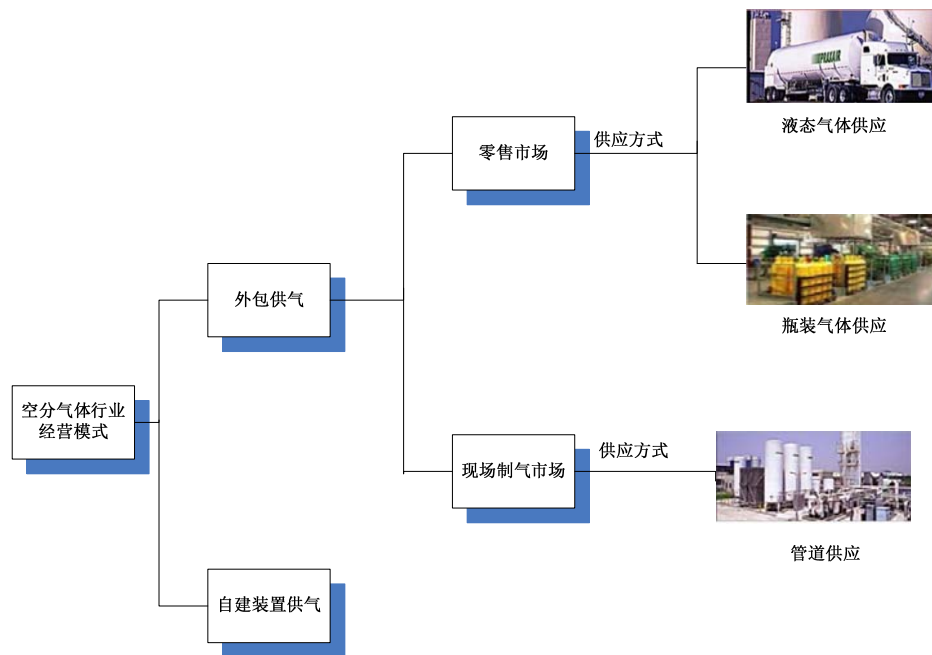 PRAXAIR
液态气体供应
零售市场
供应方式
瓶装气体供应
外包供气
空分气体行业
经营模式
现场制气市场
供应方式
管道供应
自建装置供气